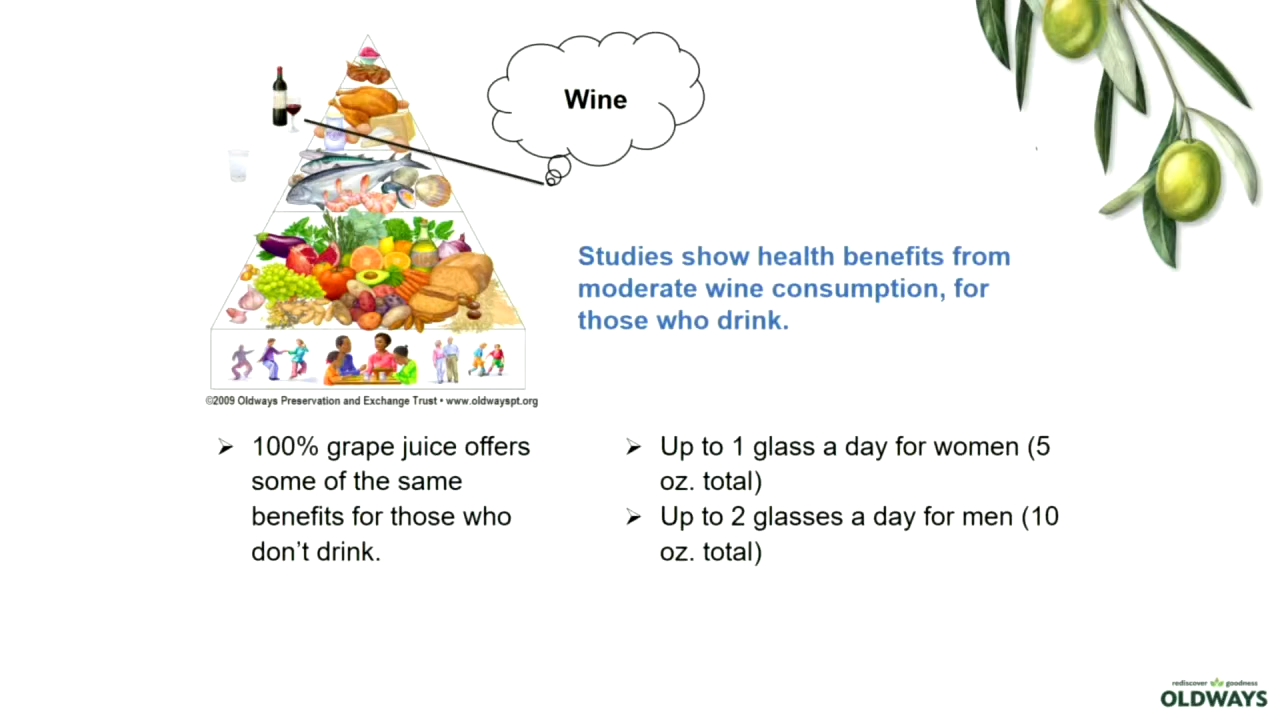 Wine
Studies show health benefits from
moderate wine consumption, for
those who drink.
©2009 Oldways Preservation and Exchange Trust • www.oldwayspt.org
➢ 100% grape juice offers
some of the same
benefits for those who
don’t drink.
➢ Up to 1 glass a day for women (5
oz. total)
➢ Up to 2 glasses a day for men (10
oz. total)
rediscover goodness
OLDWAYS